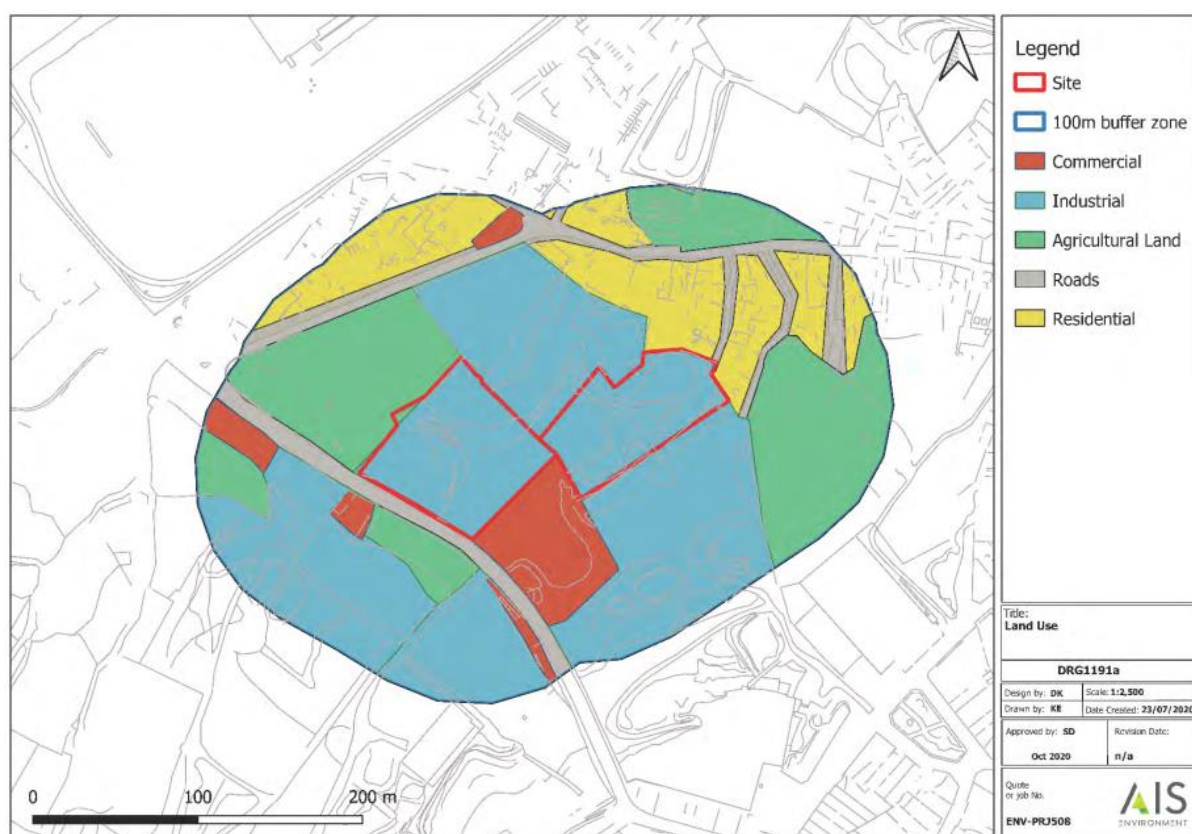 Legend
Site
100m buffer zone
Commercial
Industrial
Agricultural Land
Roads
Residential
0 100 200 m
Title:
Land Use
DRG1191a
Design by: DK Scale: 1:2,500
Drawn by: KE Date Created: 23/07/2020
Approved by: SD Revision Date:
Oct 2020 n/a
Quote
or job No.
ENV-PRJ508
AIS
ENVIRONMENT